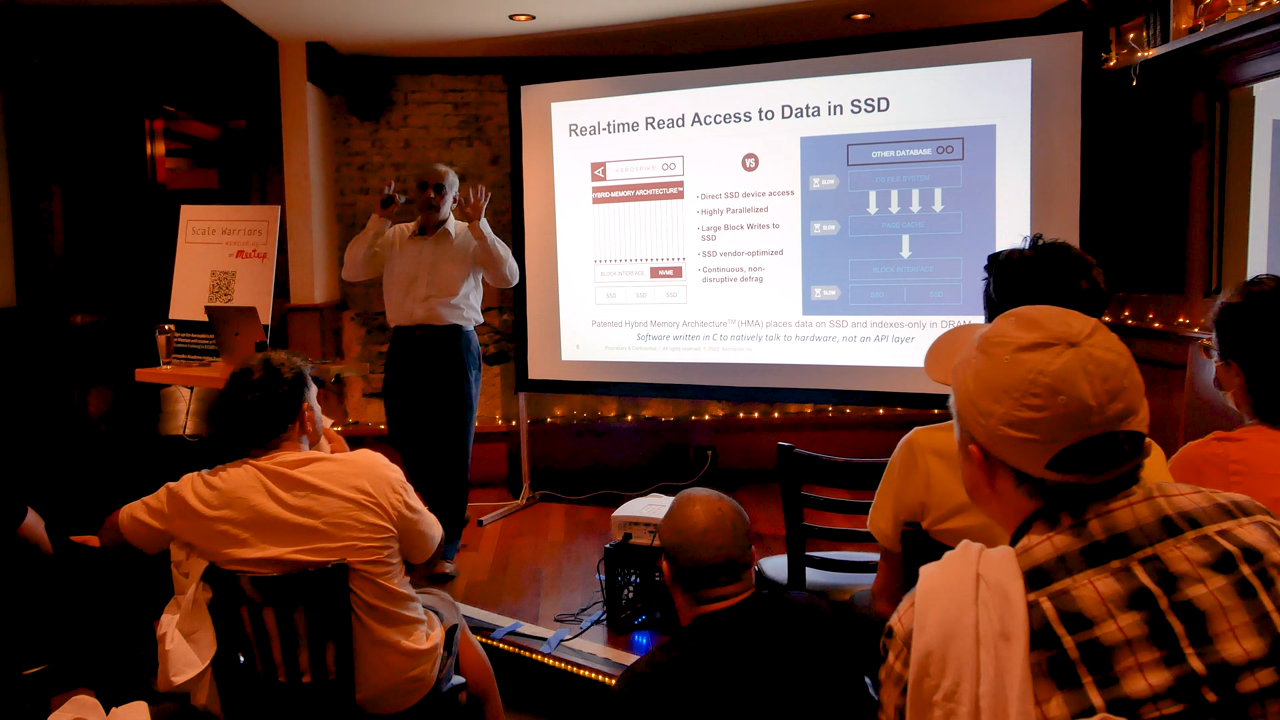 Real-time Read Access to Data in SSD
AEROSPIKE
HYBRID-MEMORY ARCHITECTURE™
BLOCK INTERFACE NVME
SSD SSD SSD
VS
• Direct SSD device access
• Highly Parallelized
• Large Block Writes to
SSD
• SSD vendor-optimized
• Continuous, non-
disruptive defrag
OTHER DATABASE
SLOW
OS FILE SYSTEM
SLOW
PAGE CACHE
BLOCK INTERFACE
SLOW
SSD SSD
Patented Hybrid Memory Architecture™ (HMA) places data on SSD and indexes-only in DRAM
Software written in C to natively talk to hardware, not an API layer
Scale Warriors
on Meetup